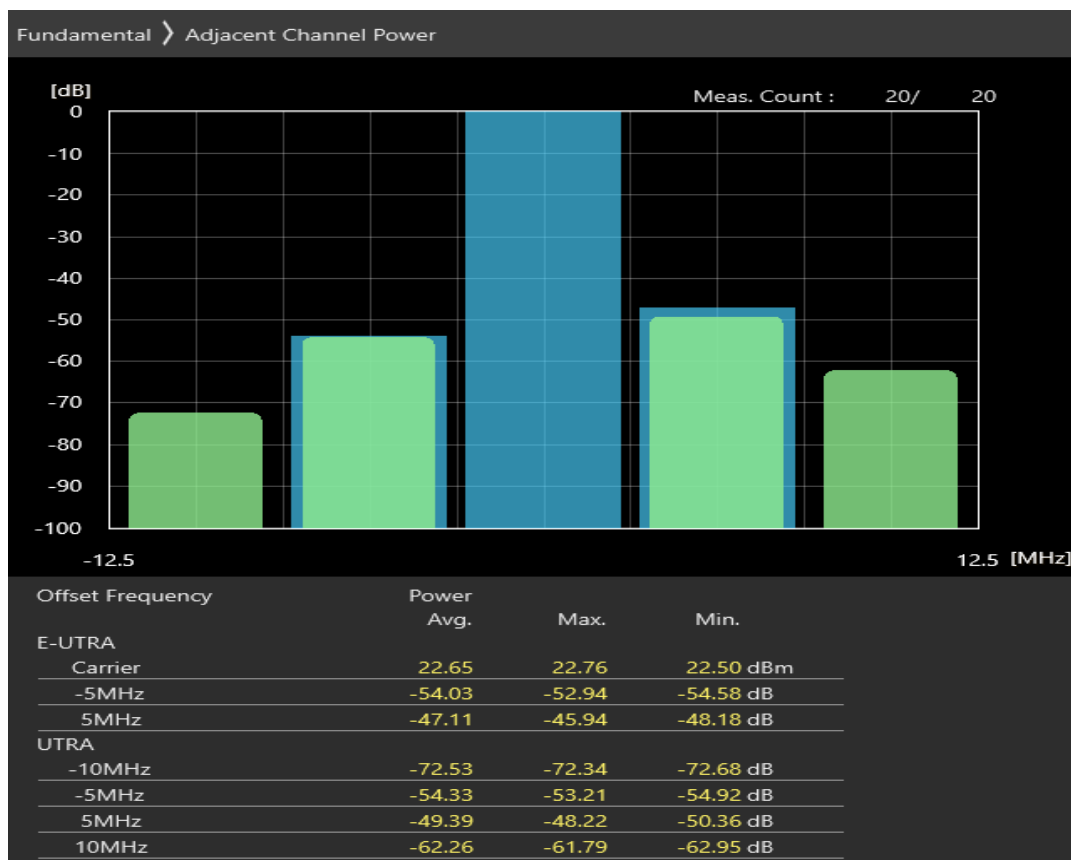 Fundamental ❯ Adjacent Channel Power
[dB]
Meas. Count : 20/ 20
0
-10
-20
-30
-40
-50
-60
-70
-80
-90
-100
-12.5 12.5 [MHz]
Offset Frequency Power
Avg. Max. Min.
E-UTRA
Carrier 22.65 22.76 22.50 dBm
-5MHz -54.03 -52.94 -54.58 dB
5MHz -47.11 -45.94 -48.18 dB
UTRA
-10MHz -72.53 -72.34 -72.68 dB
-5MHz -54.33 -53.21 -54.92 dB
5MHz -49.39 -48.22 -50.36 dB
10MHz -62.26 -61.79 -62.95 dB